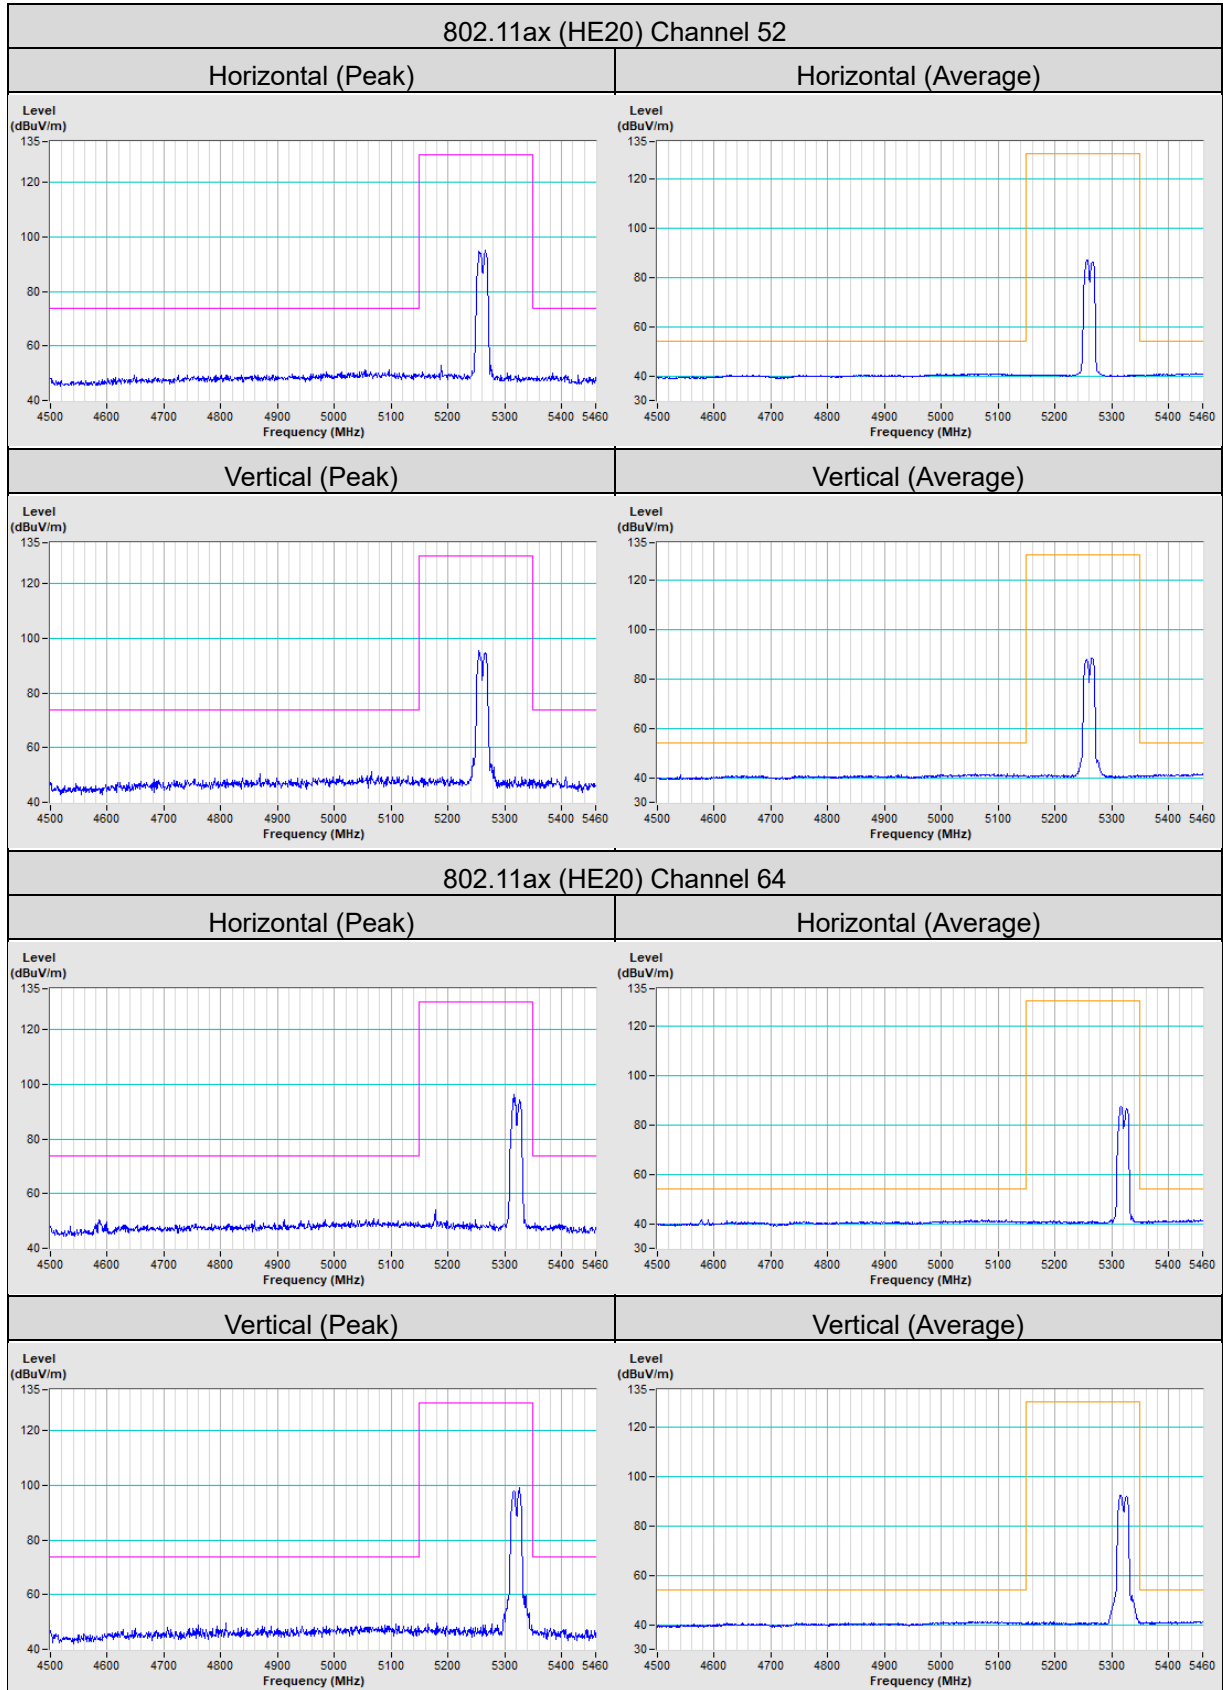 802.11ax (HE20) Channel 52
Horizontal (Peak)
Horizontal (Average)
Level
(dBuV/m)
135
120
100
80
60
40
4500 4600 4700 4800 4900 5000 5100 5200 5300 5400 5460
Frequency (MHz)
Level
(dBuV/m)
135
120
100
80
60
40
30
4500 4600 4700 4800 4900 5000 5100 5200 5300 5400 5460
Frequency (MHz)
Vertical (Peak)
Vertical (Average)
Level
(dBuV/m)
135
120
100
80
60
40
4500 4600 4700 4800 4900 5000 5100 5200 5300 5400 5460
Frequency (MHz)
Level
(dBuV/m)
135
120
100
80
60
40
30
4500 4600 4700 4800 4900 5000 5100 5200 5300 5400 5460
Frequency (MHz)
802.11ax (HE20) Channel 64
Horizontal (Peak)
Horizontal (Average)
Level
(dBuV/m)
135
120
100
80
60
40
4500 4600 4700 4800 4900 5000 5100 5200 5300 5400 5460
Frequency (MHz)
Level
(dBuV/m)
135
120
100
80
60
40
30
4500 4600 4700 4800 4900 5000 5100 5200 5300 5400 5460
Frequency (MHz)
Vertical (Peak)
Vertical (Average)
Level
(dBuV/m)
135
120
100
80
60
40
4500 4600 4700 4800 4900 5000 5100 5200 5300 5400 5460
Frequency (MHz)
Level
(dBuV/m)
135
120
100
80
60
40
30
4500 4600 4700 4800 4900 5000 5100 5200 5300 5400 5460
Frequency (MHz)